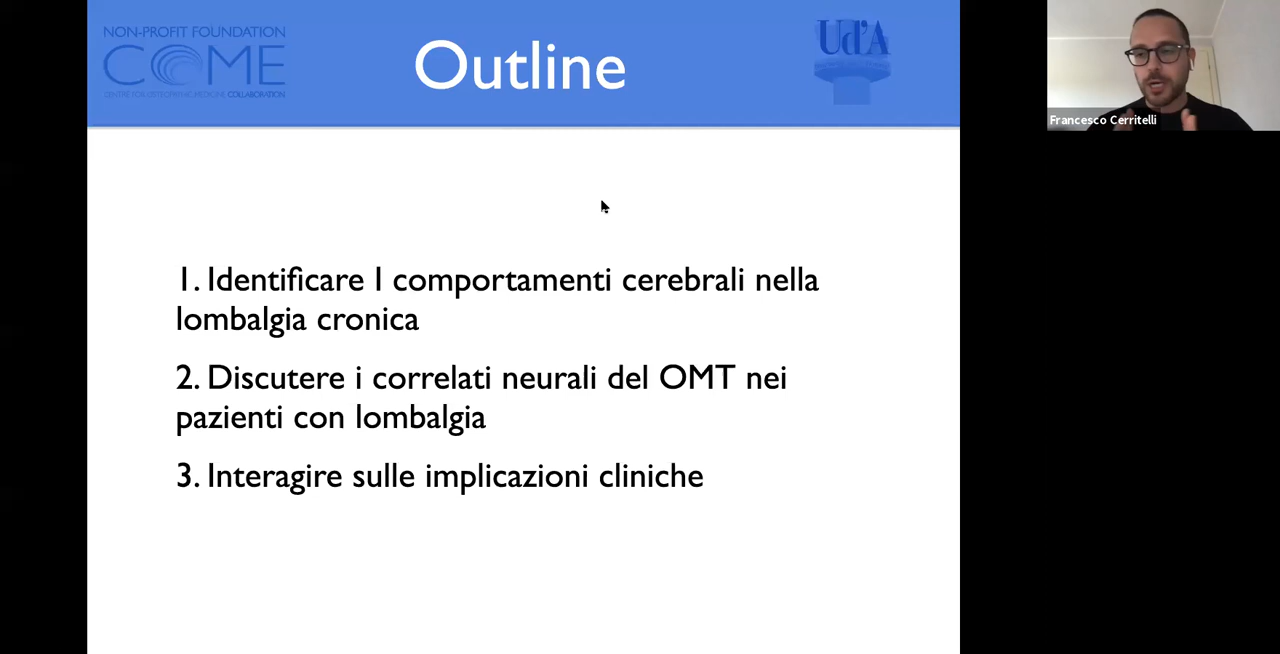 NON-PROFIT FOUNDATION
COME
CENTRE FOR OSTEOPATHIC MEDICINE COLLABORATION
Outline
Ud'A
Francesco Cerritelli
1. Identificare I comportamenti cerebrali nella
lombalgia cronica
2. Discutere i correlati neurali del OMT nei
pazienti con lombalgia
3. Interagire sulle implicazioni cliniche